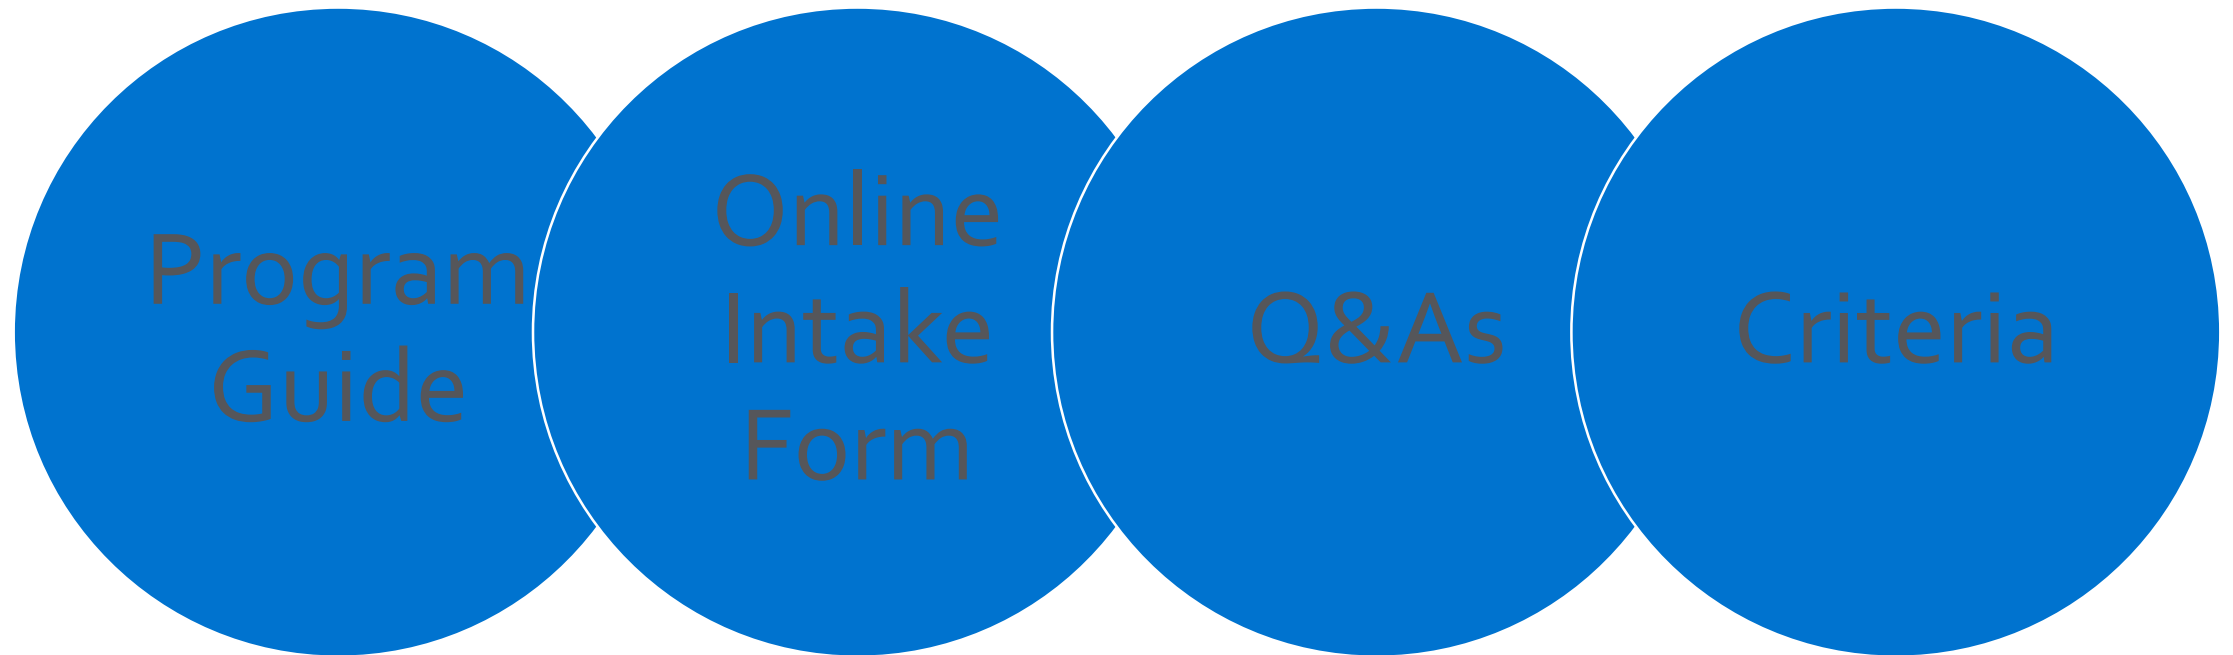 Program
Guide
Online
Intake
Form
Q&As
Criteria